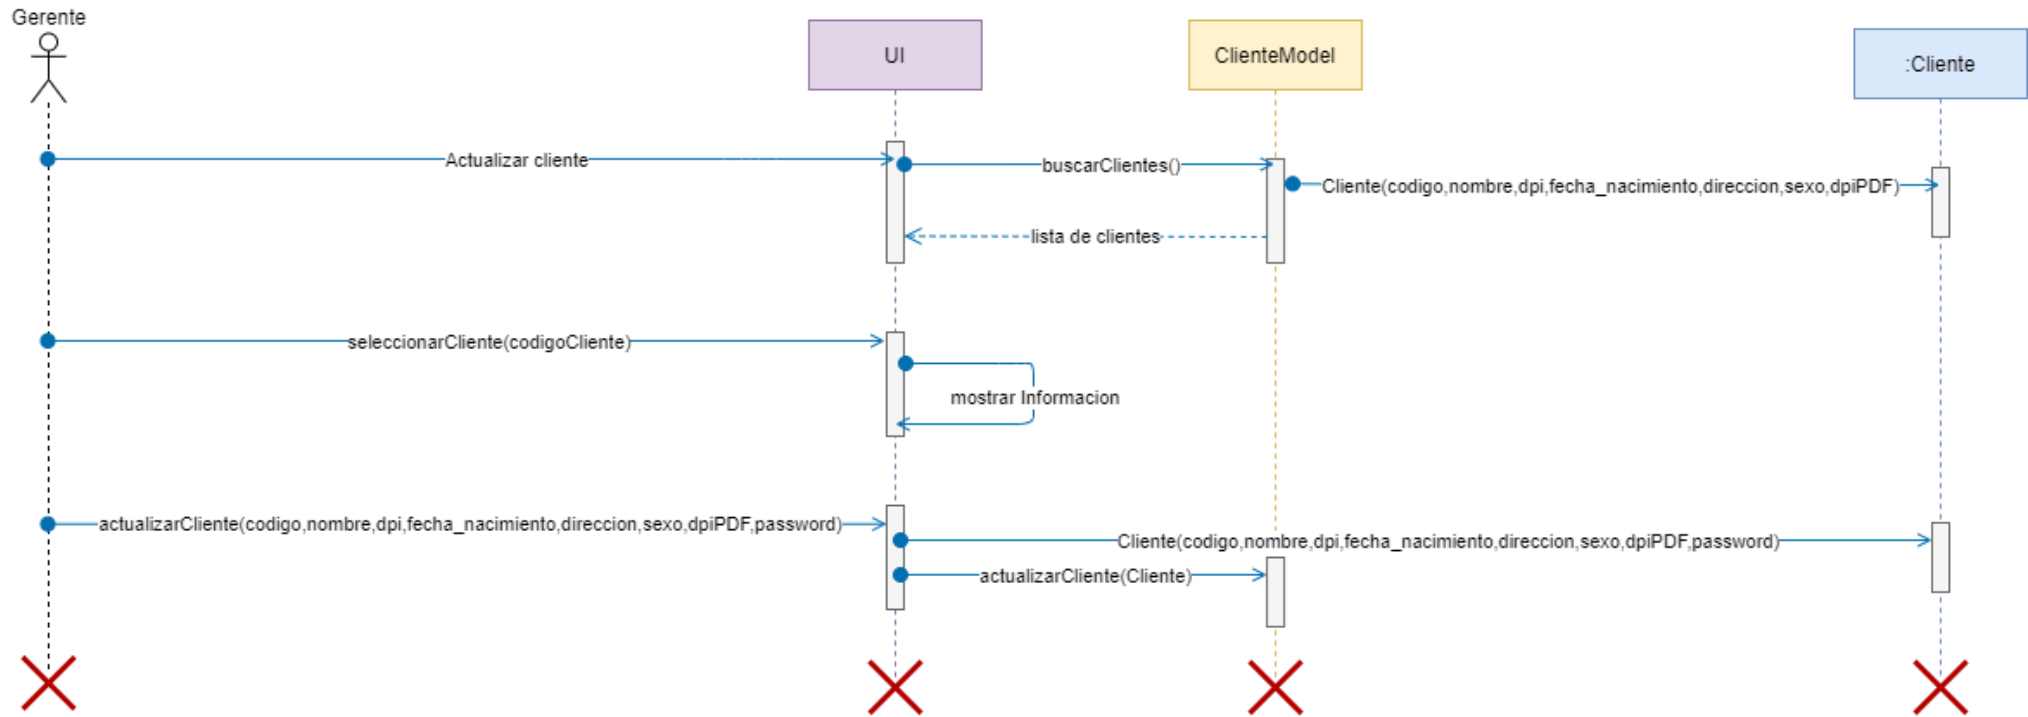 Gerente
UI
ClienteModel
:Cliente
Actualizar cliente
buscarClientes()
Cliente(codigo,nombre,dpi,fecha_nacimiento,direccion,sexo,dpiPDF)
lista de clientes
seleccionarCliente(codigoCliente)
mostrar Informacion
actualizarCliente(codigo,nombre,dpi,fecha_nacimiento,direccion,sexo,dpiPDF,password)
Cliente(codigo,nombre,dpi,fecha_nacimiento,direccion,sexo,dpiPDF,password)
actualizarCliente(Cliente)